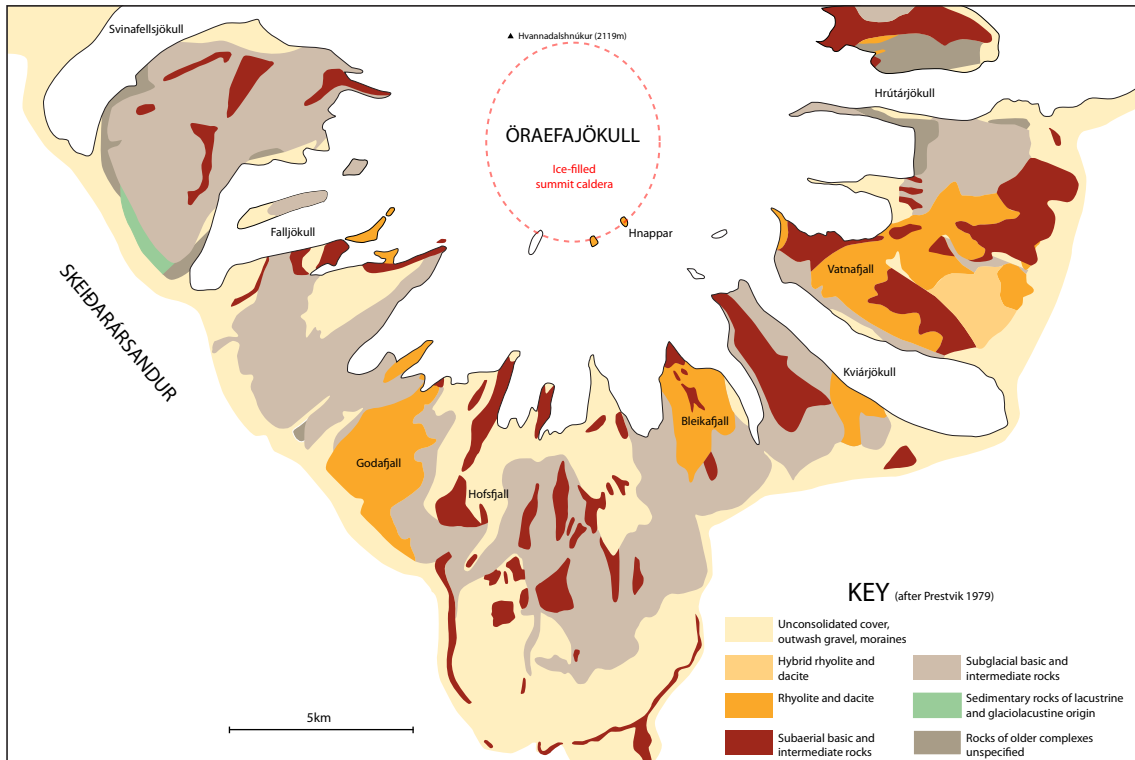 Svinafellsjökull
▲ Hvannadalshnúkur (2119m)
Hrútárjökull
ÖRAEFAJÖKULL
Ice-filled
summit caldera
Falljökull
Hnappar
Vatnafjall
SKEIÐARÁRSANDUR
Kviárjökull
Bleikafjall
Godafjall
Hofsfjall
KEY (after Prestvik 1979)
Unconsolidated cover,
outwash gravel, moraines
Hybrid rhyolite and
dacite
Subglacial basic and
intermediate rocks
Rhyolite and dacite
Sedimentary rocks of lacustrine
and glaciolacustine origin
5km
Subaerial basic and
intermediate rocks
Rocks of older complexes
unspecified